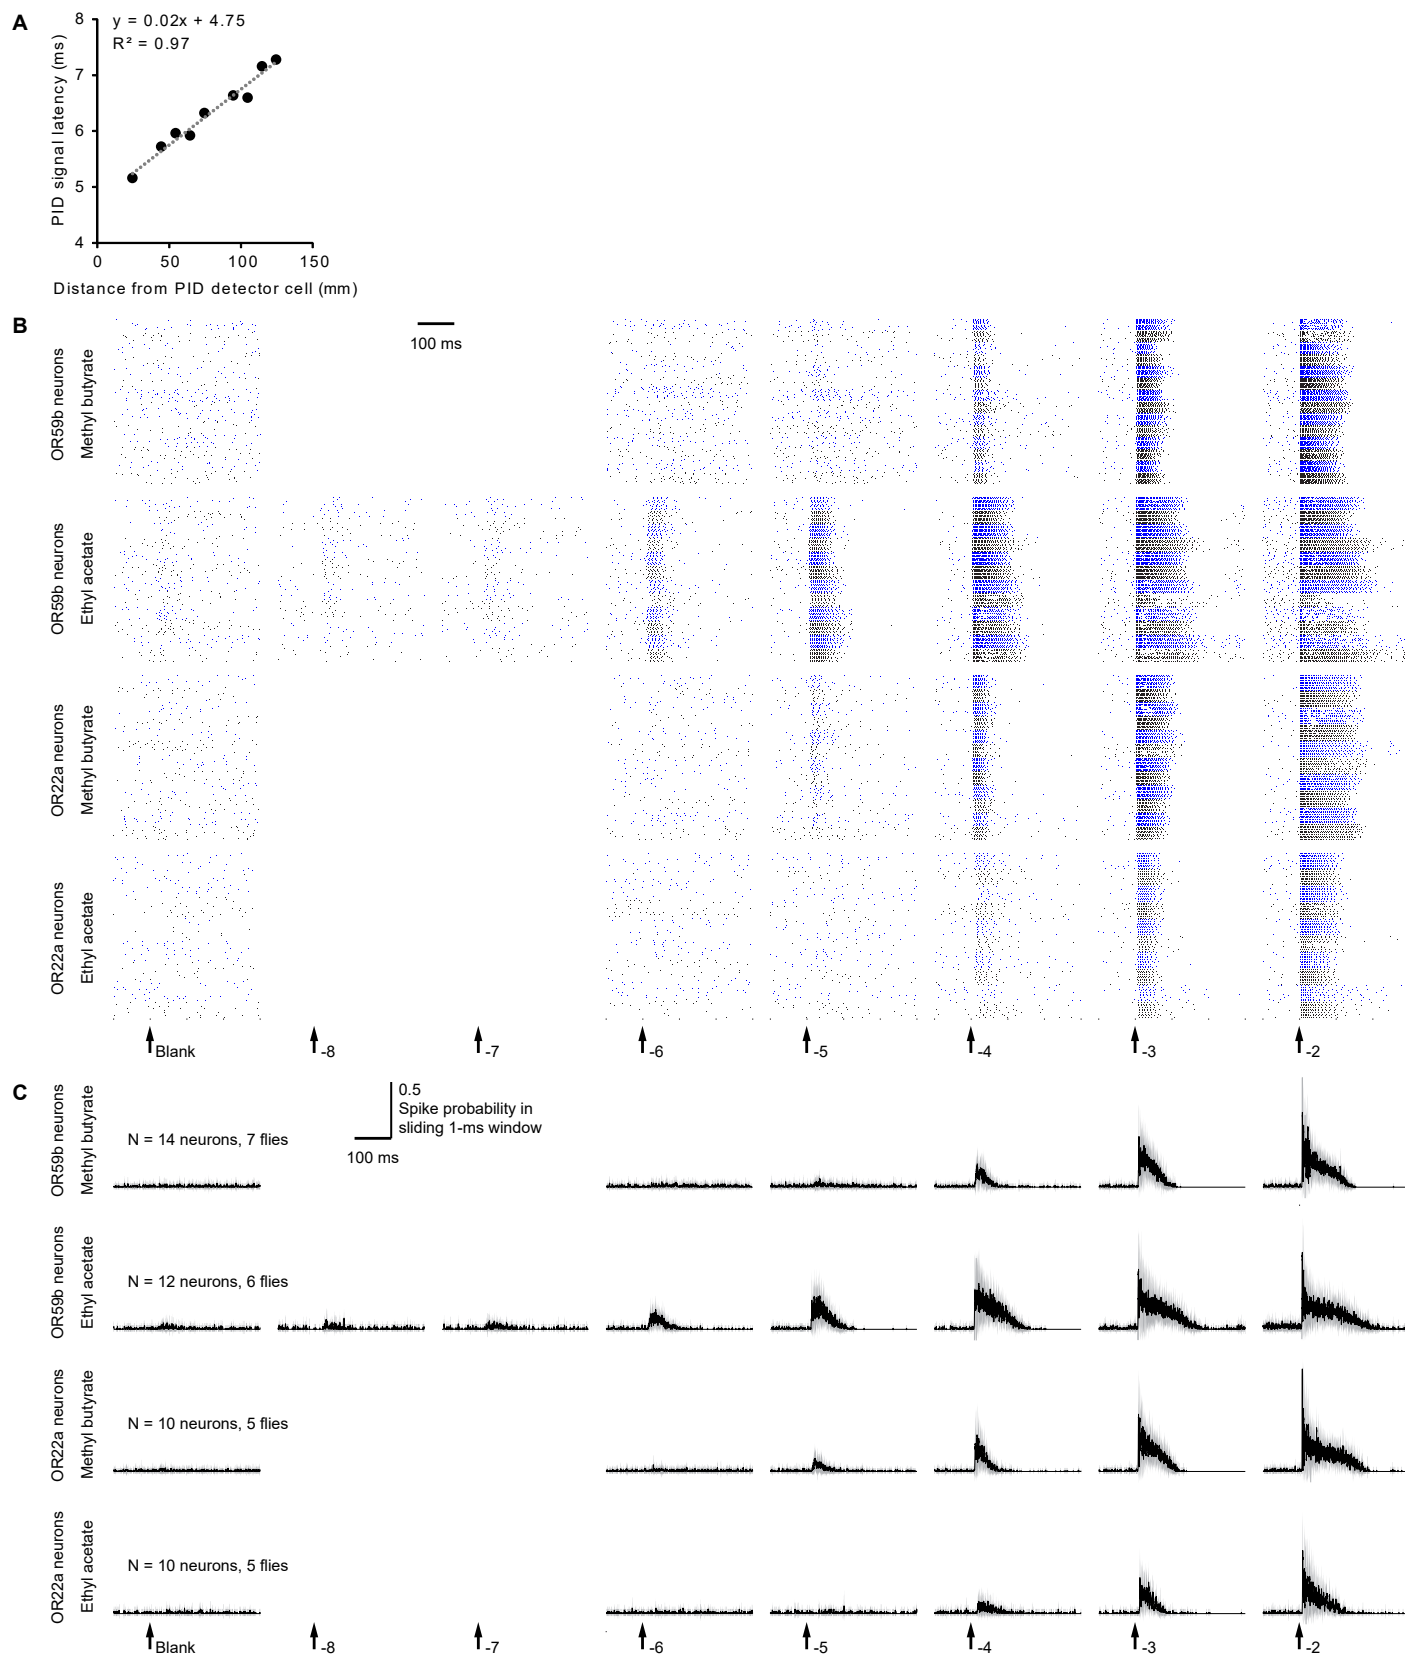 A
y = 0.02x + 4.75
R² = 0.97
PID signal latency (ms)
8
7
6
5
4
0 50 100 150
Distance from PID detector cell (mm)
B
100 ms
OR59b neurons
Methyl butyrate
OR59b neurons
Ethyl acetate
OR22a neurons
Methyl butyrate
OR22a neurons
Ethyl acetate
Blank -8 -7 -6 -5 -4 -3 -2
C
0.5
Spike probability in
sliding 1-ms window
100 ms
OR59b neurons
Methyl butyrate
N = 14 neurons, 7 flies
OR59b neurons
Ethyl acetate
N = 12 neurons, 6 flies
OR22a neurons
Methyl butyrate
N = 10 neurons, 5 flies
OR22a neurons
Ethyl acetate
N = 10 neurons, 5 flies
Blank -8 -7 -6 -5 -4 -3 -2